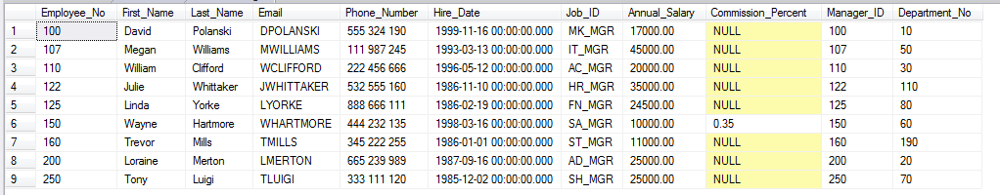 Employee_No First_Name Last_Name Email Phone_Number Hire_Date Job_ID Annual_Salary Commission_Percent Manager_ID Department_No
1 100 David Polanski DPOLANSKI 555 324 190 1999-11-16 00:00:00.000 MK_MGR 17000.00 NULL 100 10
2 107 Megan Williams MWILLIAMS 111 987 245 1993-03-13 00:00:00.000 IT_MGR 45000.00 NULL 107 50
3 110 William Clifford WCLIFFORD 222 456 666 1996-05-12 00:00:00.000 AC_MGR 20000.00 NULL 110 30
4 122 Julie Whittaker JWHITTAKER 532 555 160 1986-11-10 00:00:00.000 HR_MGR 35000.00 NULL 122 110
5 125 Linda Yorke LYORKE 888 666 111 1986-02-19 00:00:00.000 FN_MGR 24500.00 NULL 125 80
6 150 Wayne Hartmore WHARTMORE 444 232 135 1998-03-16 00:00:00.000 SA_MGR 10000.00 0.35 150 60
7 160 Trevor Mills TMILLS 345 222 255 1986-01-01 00:00:00.000 ST_MGR 11000.00 NULL 160 190
8 200 Loraine Merton LMERTON 665 239 989 1987-09-16 00:00:00.000 AD_MGR 25000.00 NULL 200 20
9 250 Tony Luigi TLUIGI 333 111 120 1985-12-02 00:00:00.000 SH_MGR 25000.00 NULL 250 70